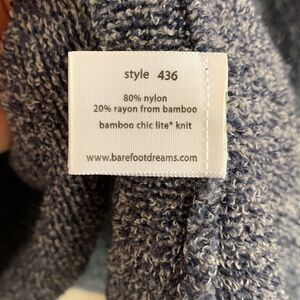 style 436
80% nylon
20% rayon from bamboo
bamboo chic lite® knit
www.barefootdreams.com